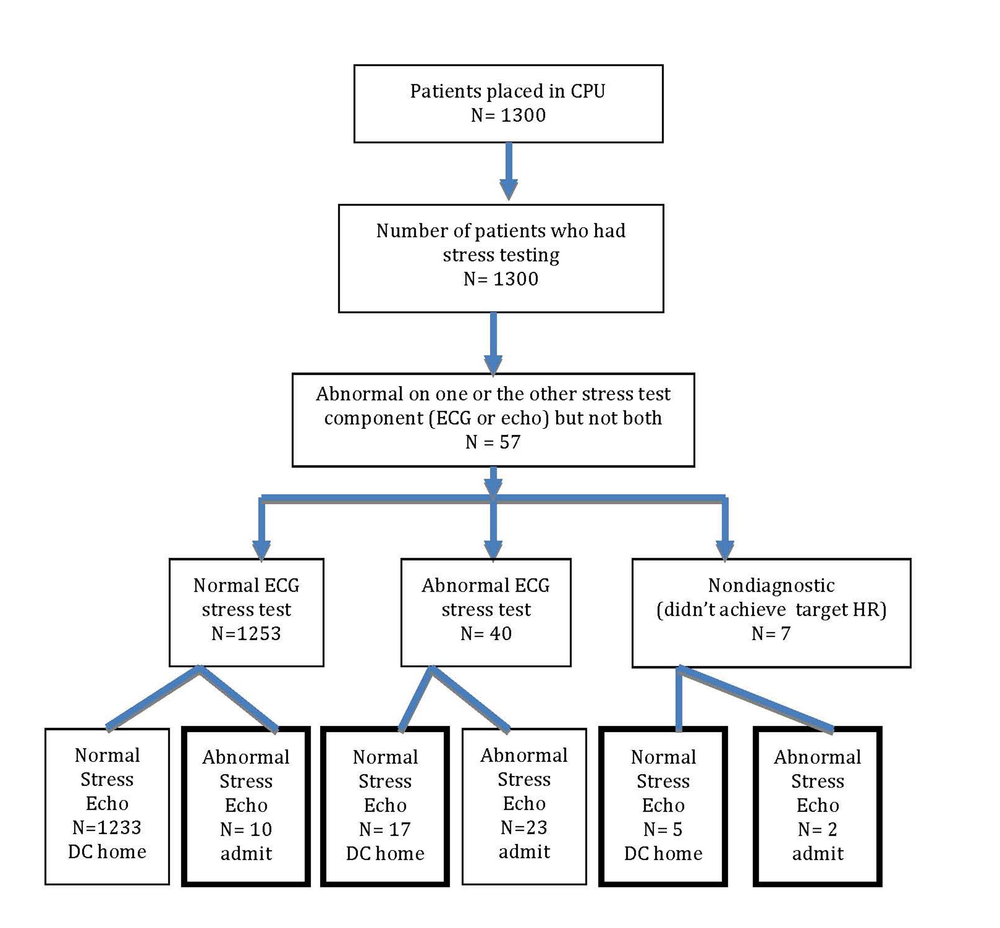 Patients placed in CPU
N= 1300
Number of patients who had
stress testing
N= 1300
Abnormal on one or the other stress test
component (ECG or echo) but not both
N = 57
Normal ECG
stress test
N=1253
Abnormal ECG
stress test
N= 40
Nondiagnostic
(didn’t achieve  target HR)
N= 7
Normal
Stress
Echo
N=1233
DC home
Abnormal
Stress
Echo
N= 10
admit
Normal
Stress
Echo
N= 17
DC home
Abnormal
Stress
Echo
N=23
admit
Normal
Stress
Echo
N= 5
DC home
Abnormal
Stress
Echo
N= 2
admit